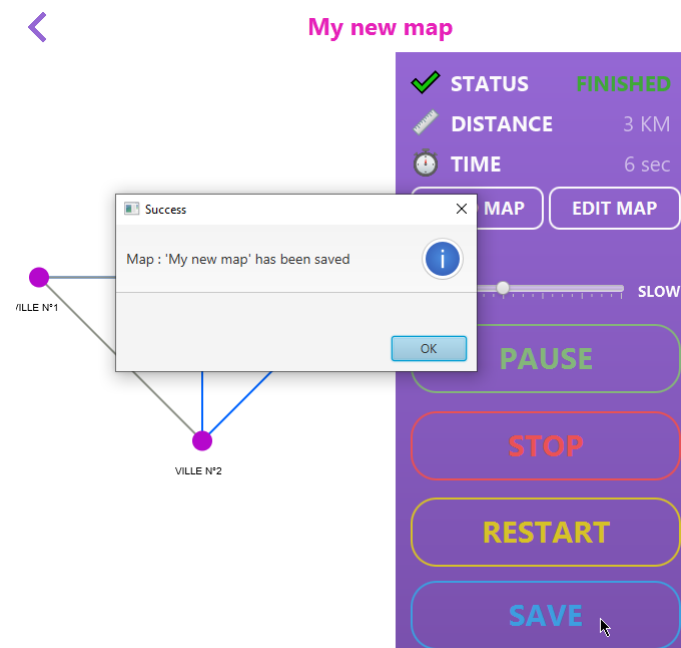 My new map
STATUS FINISHED
DISTANCE 3 KM
TIME 6 sec
MAP EDIT MAP
Success
Map : 'My new map' has been saved
OK
VILLE N°1
SLOW
PAUSE
VILLE N°2
STOP
RESTART
SAVE